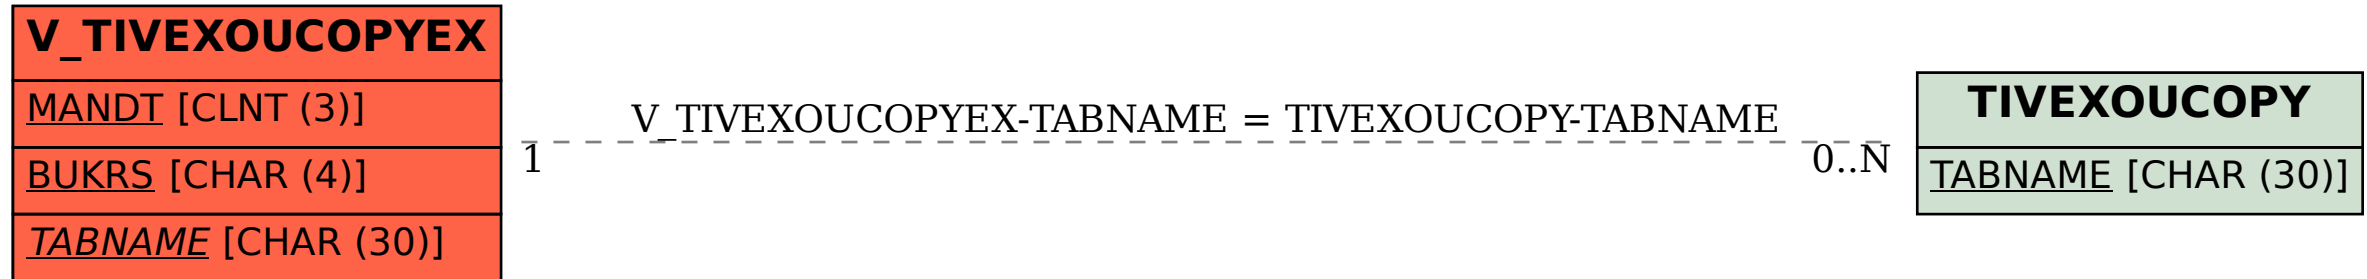 V_TIVEXOUCOPYEX
MANDT [CLNT (3)]
BUKRS [CHAR (4)]
TABNAME [CHAR (30)]
V_TIVEXOUCOPYEX-TABNAME = TIVEXOUCOPY-TABNAME
1
0..N
TIVEXOUCOPY
TABNAME [CHAR (30)]